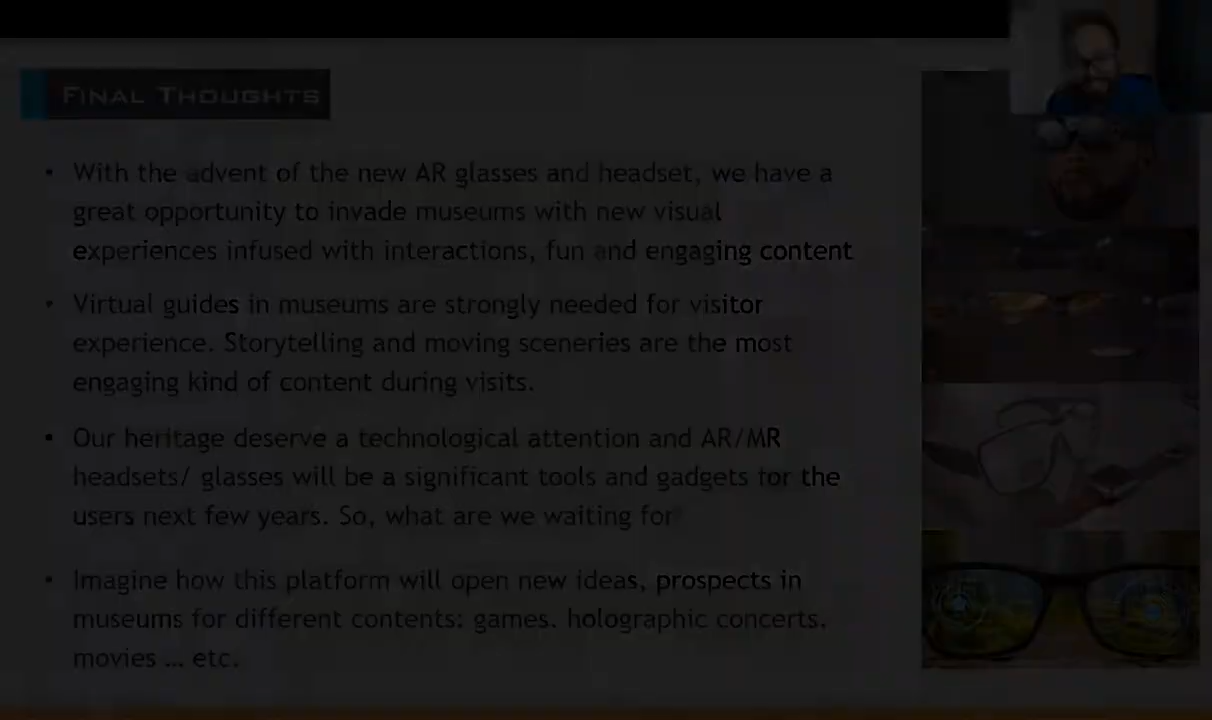 FINAL THOUGHTS
• With the advent of the new AR glasses and headset, we have a
great opportunity to invade museums with new visual
experiences infused with interactions, fun and engaging content
• Virtual guides in museums are strongly needed for visitor
experience. Storytelling and moving sceneries are the most
engaging kind of content during visits.
• Our heritage deserve a technological attention and AR/MR
headsets/ glasses will be a significant tools and gadgets for the
users next few years. So, what are we waiting for
• Imagine how this platform will open new ideas, prospects in
museums for different contents: games. holographic concerts.
movies … etc.